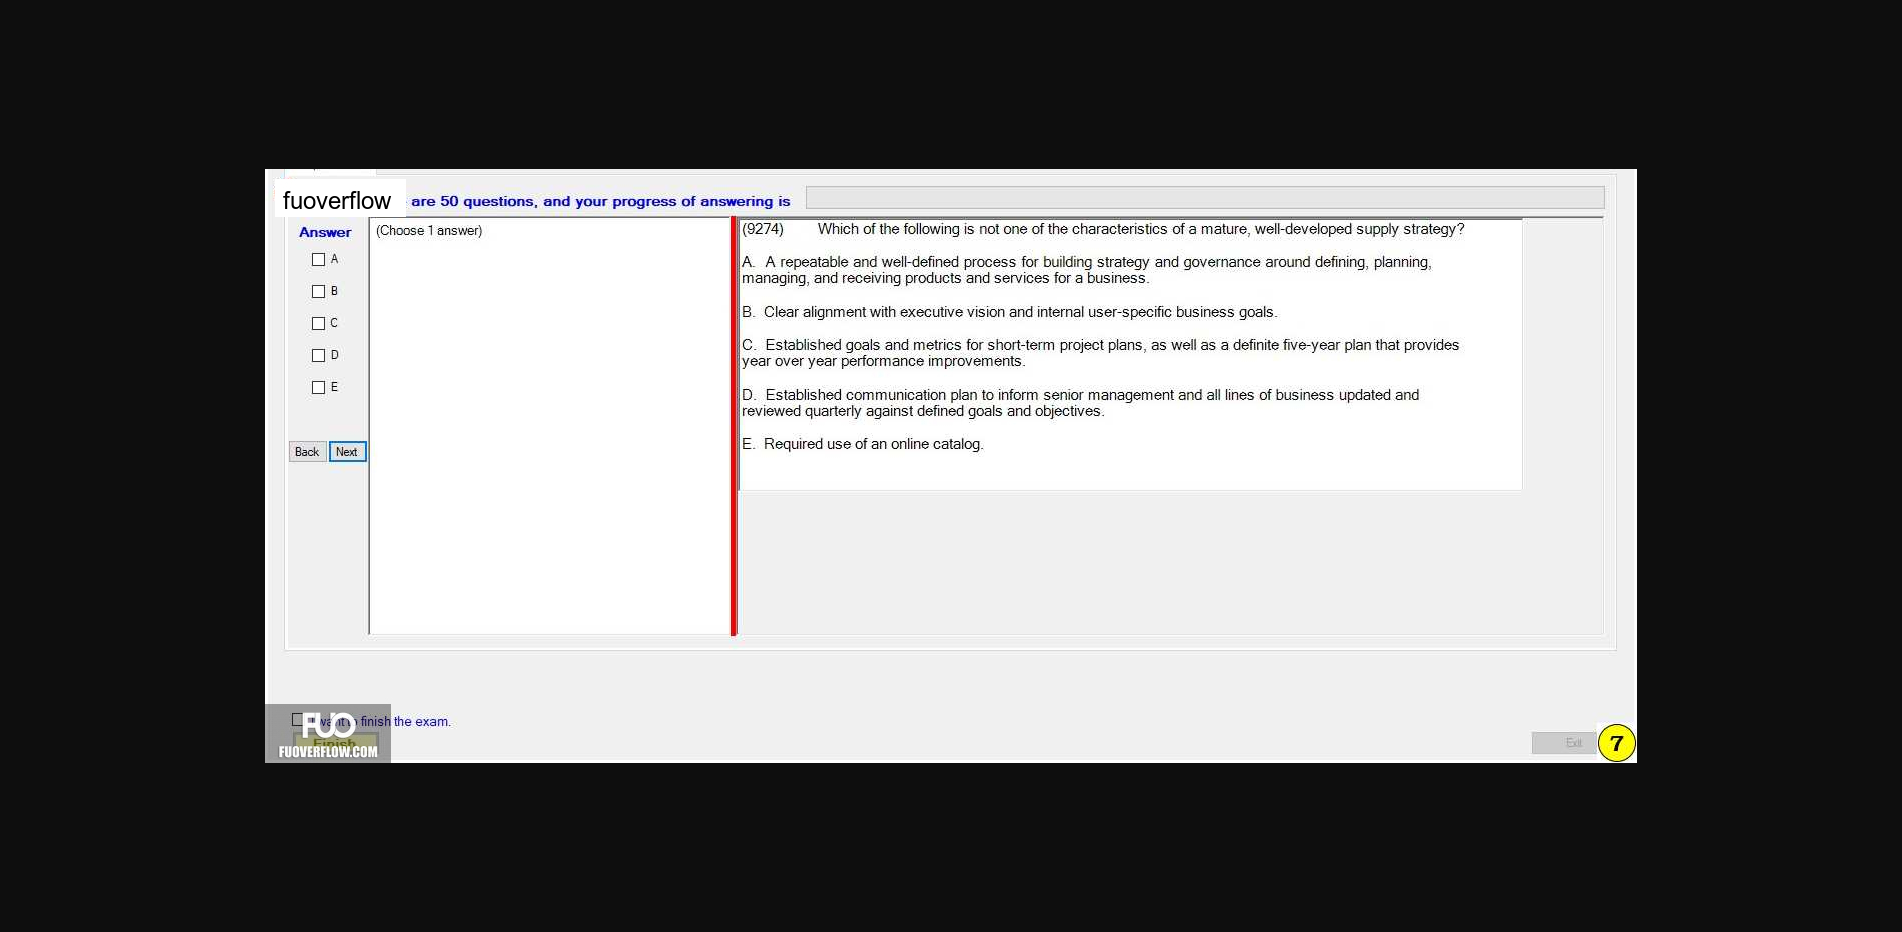 fuoverflow are 50 questions, and your progress of answering is
Answer
(Choose 1 answer)
A
B
C
D
E
Back Next
(9274) Which of the following is not one of the characteristics of a mature, well-developed supply strategy?
A. A repeatable and well-defined process for building strategy and governance around defining, planning,
managing, and receiving products and services for a business.
B. Clear alignment with executive vision and internal user-specific business goals.
C. Established goals and metrics for short-term project plans, as well as a definite five-year plan that provides
year over year performance improvements.
D. Established communication plan to inform senior management and all lines of business updated and
reviewed quarterly against defined goals and objectives.
E. Required use of an online catalog.
I want to finish the exam.
FUO
Finish
FUOVERFLOW.COM
Exit
7